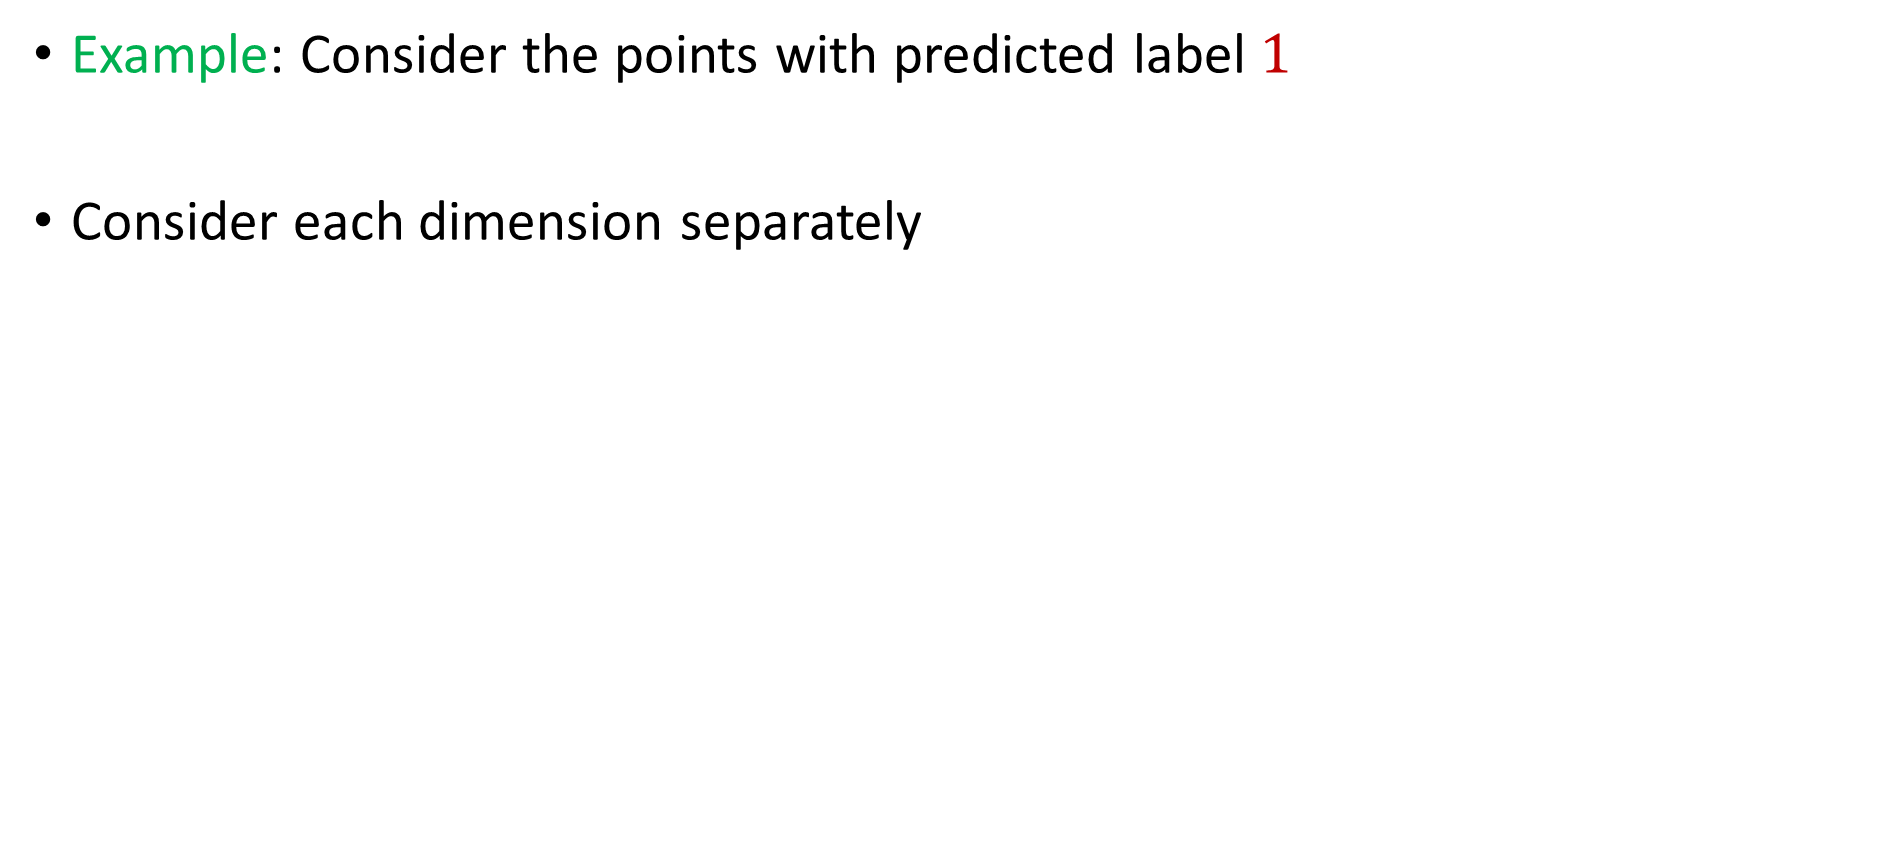 • Example: Consider the points with predicted label 1
• Consider each dimension separately